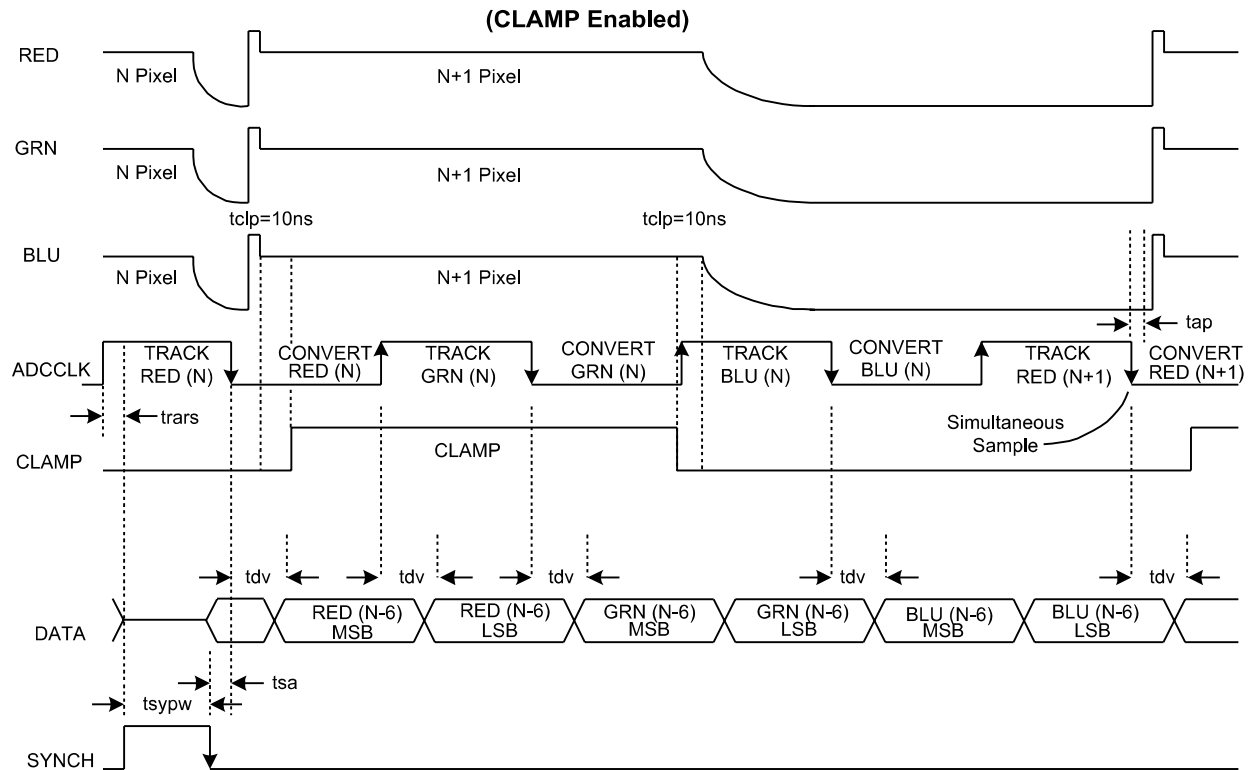 (CLAMP Enabled)
RED
N Pixel
N+1 Pixel
GRN
N Pixel
N+1 Pixel
tclp=10ns
tclp=10ns
BLU
N Pixel
N+1 Pixel
tap
ADCCLK
TRACK
RED (N)
CONVERT
RED (N)
TRACK
GRN (N)
CONVERT
GRN (N)
TRACK
BLU (N)
CONVERT
BLU (N)
TRACK
RED (N+1)
CONVERT
RED (N+1)
trars
Simultaneous
Sample
CLAMP
CLAMP
tdv
tdv
tdv
tdv
tdv
DATA
RED (N-6)
MSB
RED (N-6)
LSB
GRN (N-6)
MSB
GRN (N-6)
LSB
BLU (N-6)
MSB
BLU (N-6)
LSB
tsa
tsypw
SYNCH